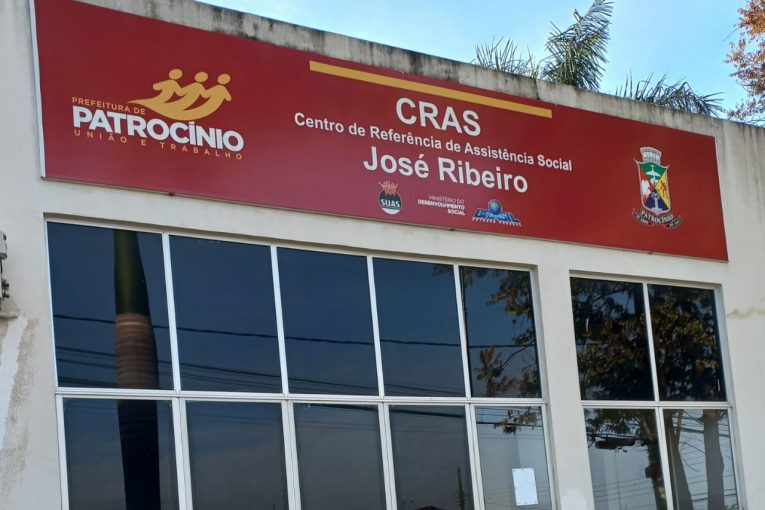 PREFEITURA DE
PATROCÍNIO
UNIÃO E TRABALHO
CRAS
Centro de Referência de Assistência Social
José Ribeiro
SUAS
MINISTÉRIO DO
DESENVOLVIMENTO
SOCIAL
PATROCÍNIO